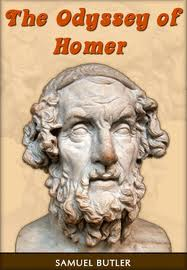 The Odyssey of
Homer
SAMUEL BUTLER